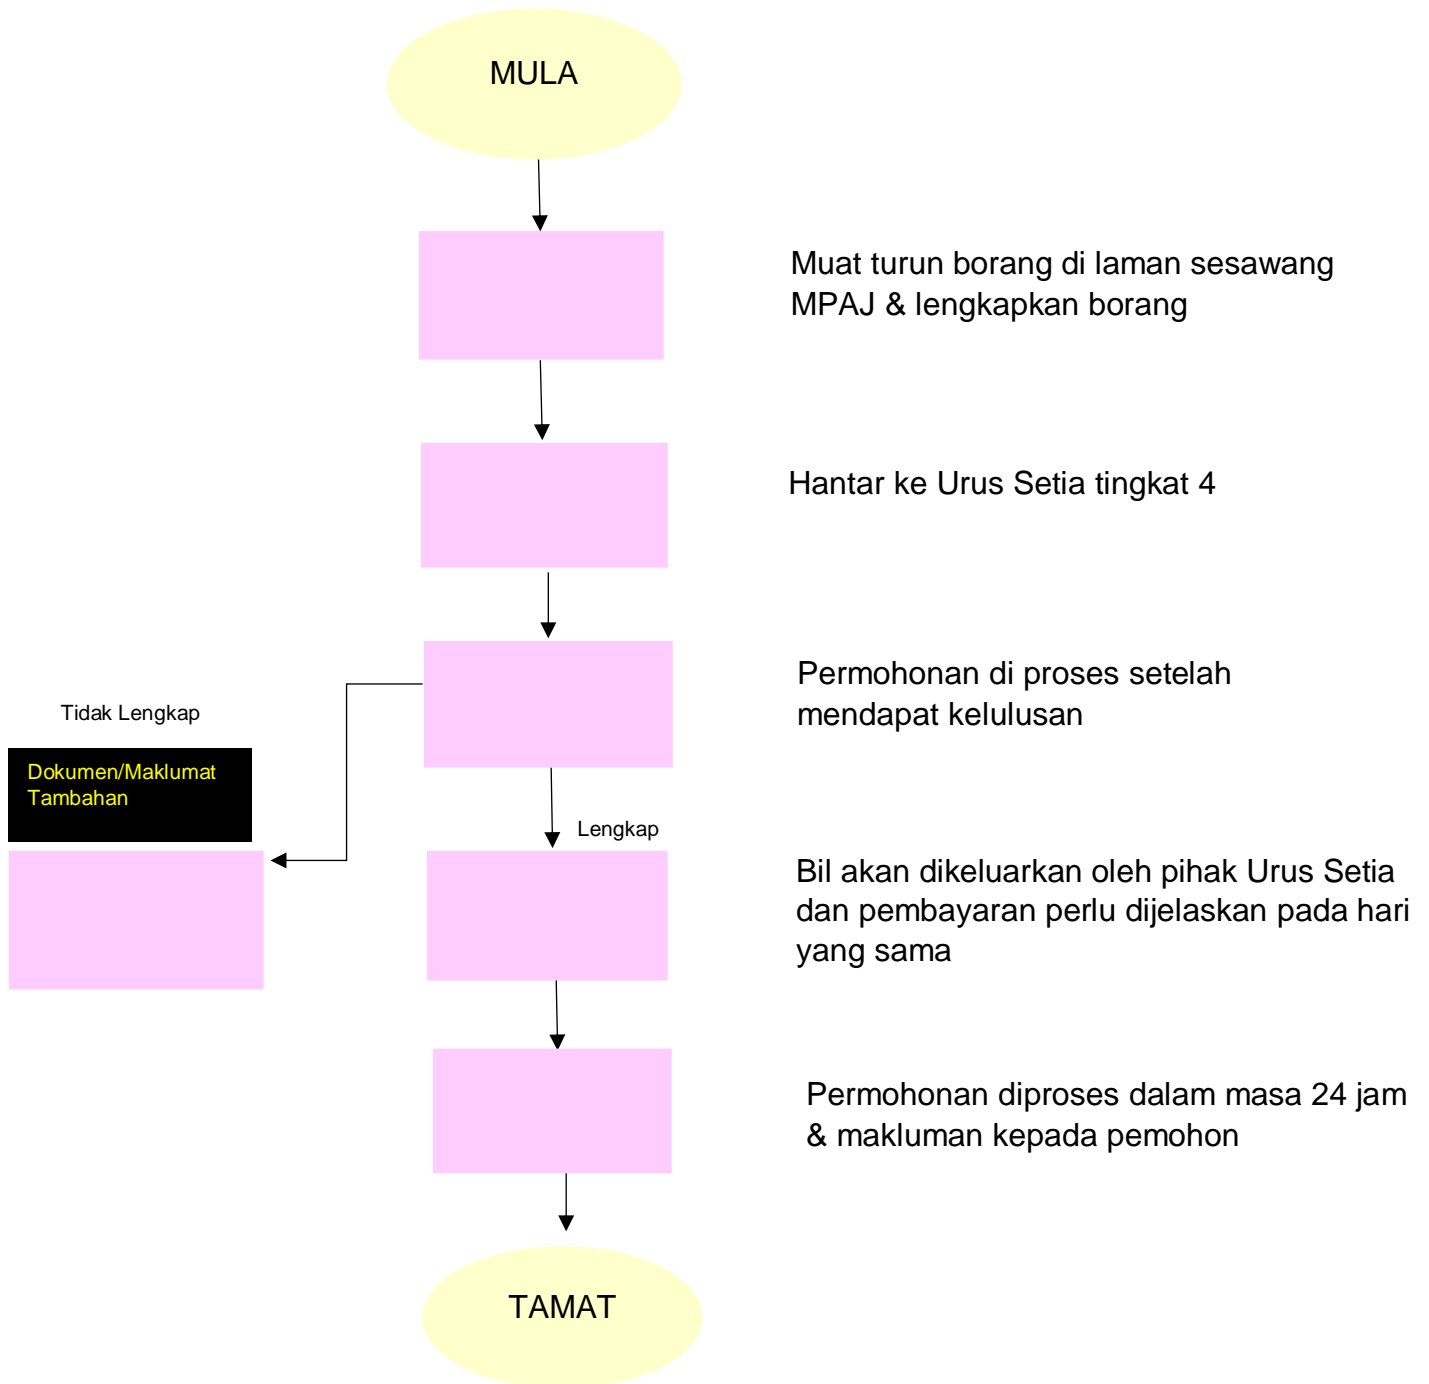 MULA
Muat turun borang di laman sesawang
MPAJ & lengkapkan borang
Hantar ke Urus Setia tingkat 4
Permohonan di proses setelah
mendapat kelulusan
Tidak Lengkap
Dokumen/Maklumat
Tambahan
Lengkap
Bil akan dikeluarkan oleh pihak Urus Setia
dan pembayaran perlu dijelaskan pada hari
yang sama
Permohonan diproses dalam masa 24 jam
& makluman kepada pemohon
TAMAT